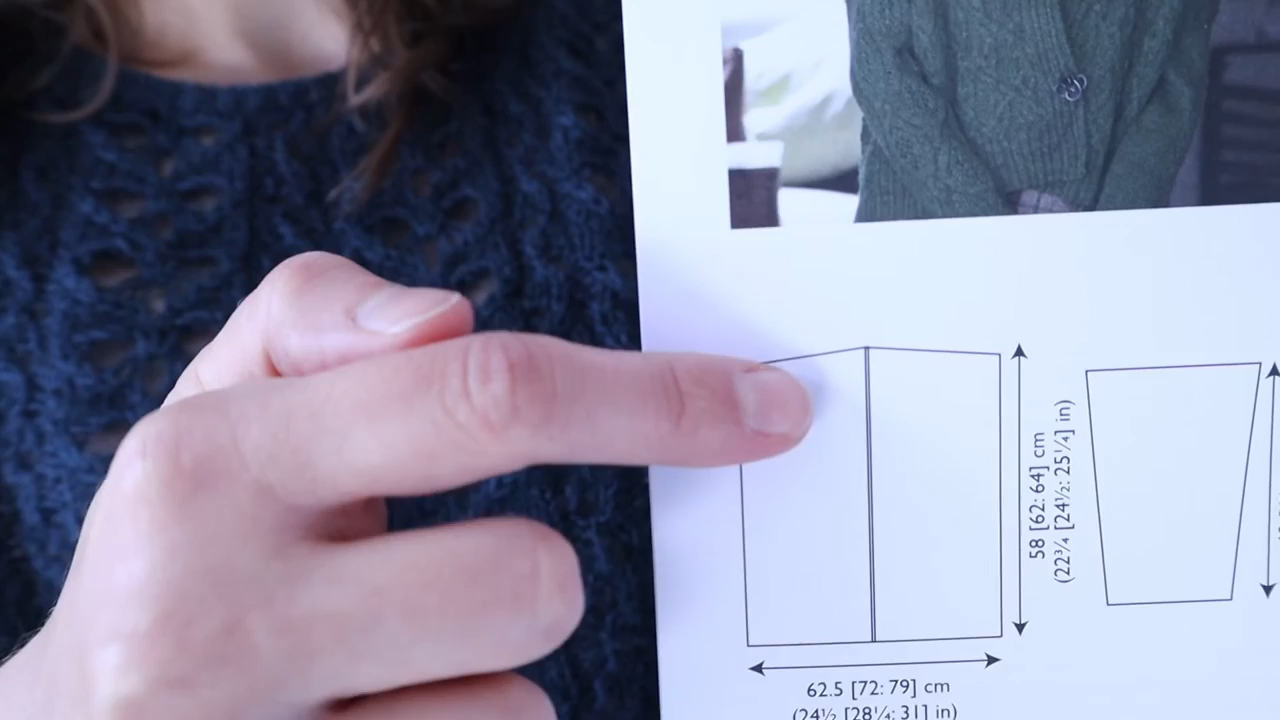 58 [62: 64] cm
(22¾ [24½: 25¼] in)
62.5 [72: 79] cm
(24½ [28¼: 31] in)